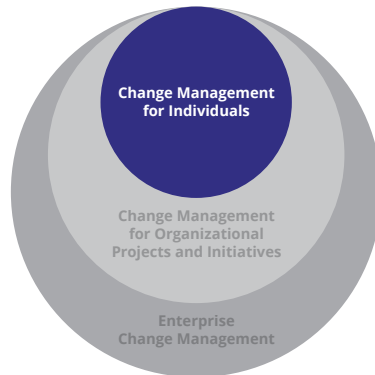 Change Management
for Individuals
Change Management
for Organizational
Projects and Initiatives
Enterprise
Change Management